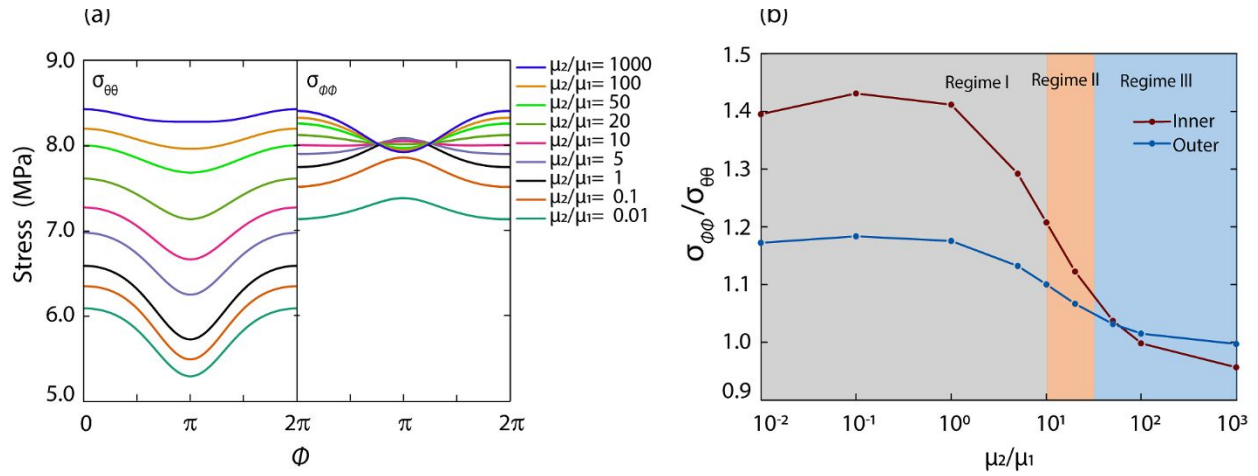 (a)
9.0
8.0
7.0
6.0
5.0
Stress (MPa)
σθθ
σΦΦ
0
π
2π
π
2π
Φ
μ₂/μ₁= 1000
μ₂/μ₁= 100
μ₂/μ₁= 50
μ₂/μ₁= 20
μ₂/μ₁= 10
μ₂/μ₁= 5
μ₂/μ₁= 1
μ₂/μ₁= 0.1
μ₂/μ₁= 0.01
(b)
1.5
1.4
1.3
1.2
1.1
1.0
0.9
σΦΦ/σθθ
Regime I
Regime II
Regime III
Inner
Outer
10⁻²
10⁻¹
10⁰
10¹
10²
10³
μ₂/μ₁